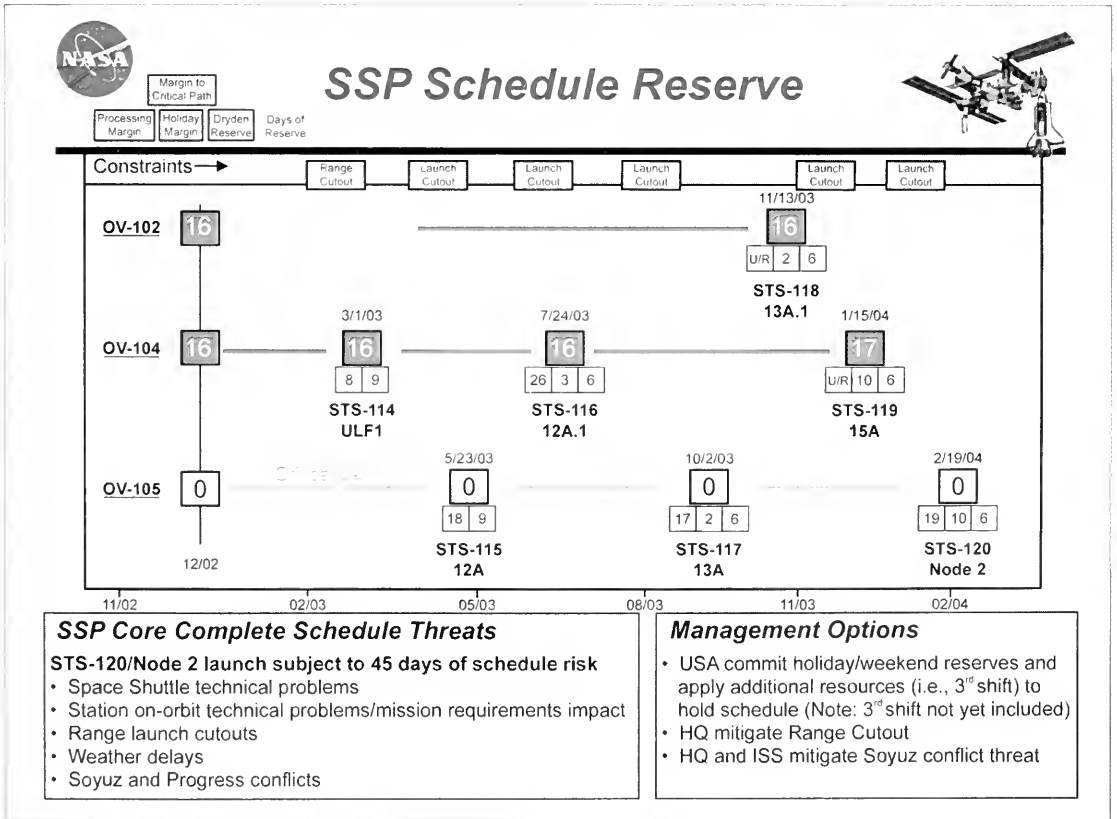 NASA
SSP Schedule Reserve
Margin to
Critical Path
Processing
Margin
Holiday
Margin
Dryden
Reserve
Days of
Reserve
Constraints
Range
Cutout
Launch
Cutout
Launch
Cutout
Launch
Cutout
Launch
Cutout
Launch
Cutout
11/13/03
OV-102
16
16
U/R 2 6
STS-118
13A.1
3/1/03
7/24/03
1/15/04
OV-104
16
16
16
17
8 9
26 3 6
U/R 10 6
STS-114
ULF1
STS-116
12A.1
STS-119
15A
5/23/03
10/2/03
2/19/04
OV-105
0
0
0
0
18 9
17 2 6
19 10 6
STS-115
12A
STS-117
13A
STS-120
Node 2
12/02
11/02 02/03 05/03 08/03 11/03 02/04
SSP Core Complete Schedule Threats
STS-120/Node 2 launch subject to 45 days of schedule risk
• Space Shuttle technical problems
• Station on-orbit technical problems/mission requirements impact
• Range launch cutouts
• Weather delays
• Soyuz and Progress conflicts
Management Options
• USA commit holiday/weekend reserves and
apply additional resources (i.e., 3rd shift) to
hold schedule (Note: 3rd shift not yet included)
• HQ mitigate Range Cutout
• HQ and ISS mitigate Soyuz conflict threat